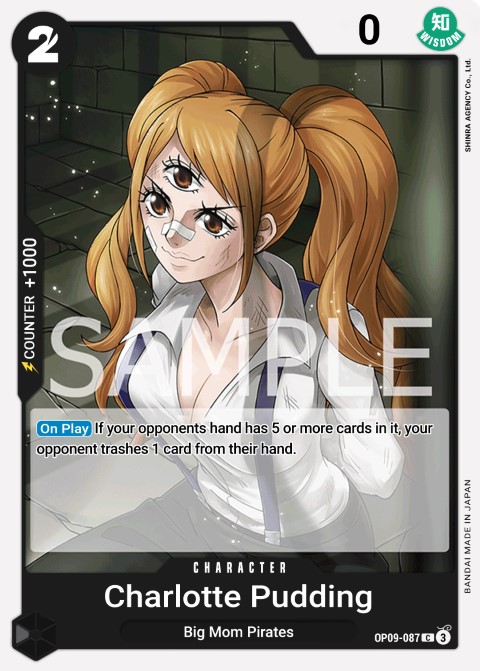 2
0
知
WISDOM
SHINRA AGENCY Co., Ltd.
COUNTER +1000
SAMPLE
On Play If your opponents hand has 5 or more cards in it, your
opponent trashes 1 card from their hand.
BANDAI MADE IN JAPAN
CHARACTER
Charlotte Pudding
Big Mom Pirates
OP09-087 C 3